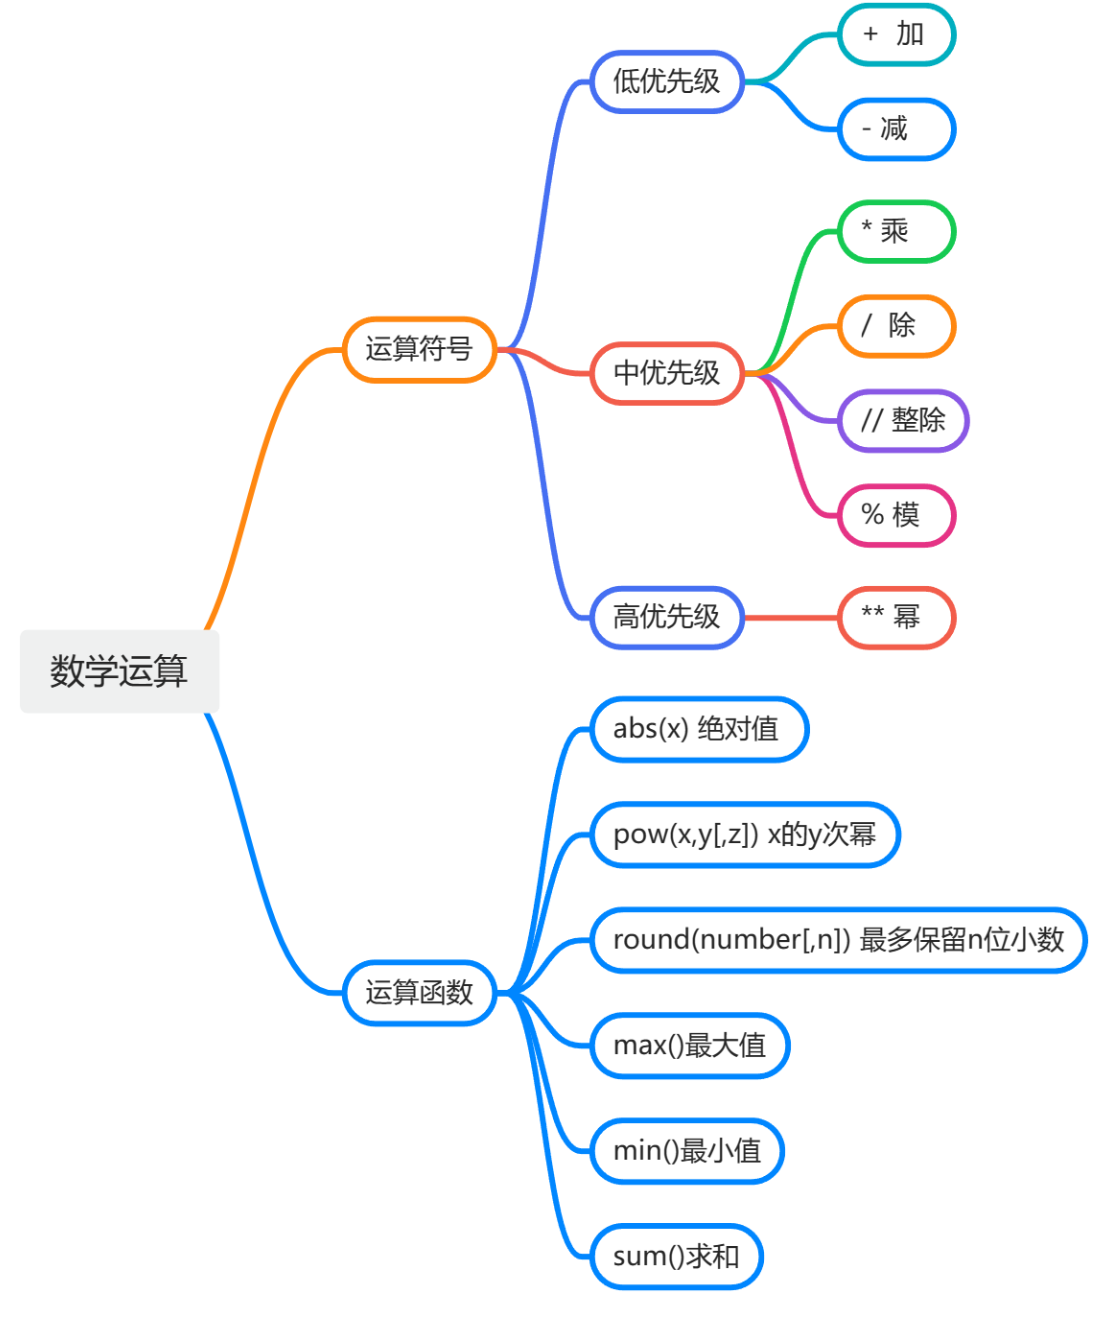 数学运算
运算符号
低优先级
+ 加
- 减
中优先级
* 乘
/ 除
// 整除
% 模
高优先级
** 幂
运算函数
abs(x) 绝对值
pow(x,y[,z]) x的y次幂
round(number[,n]) 最多保留n位小数
max()最大值
min()最小值
sum()求和